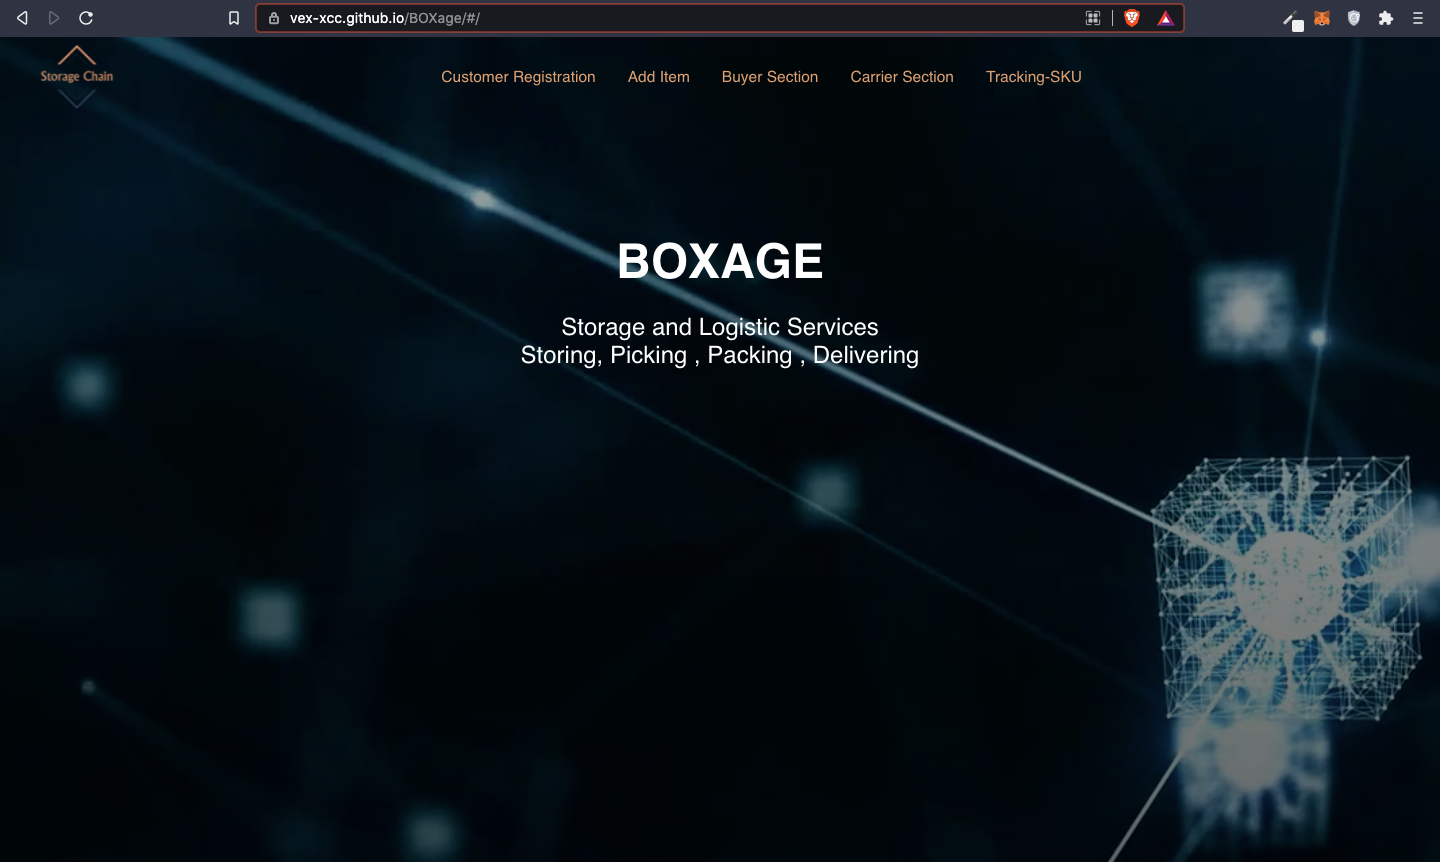 vex-xcc.github.io/BOXage/#/
Storage Chain
Customer Registration Add Item Buyer Section Carrier Section Tracking-SKU
BOXAGE
Storage and Logistic Services
Storing, Picking , Packing , Delivering